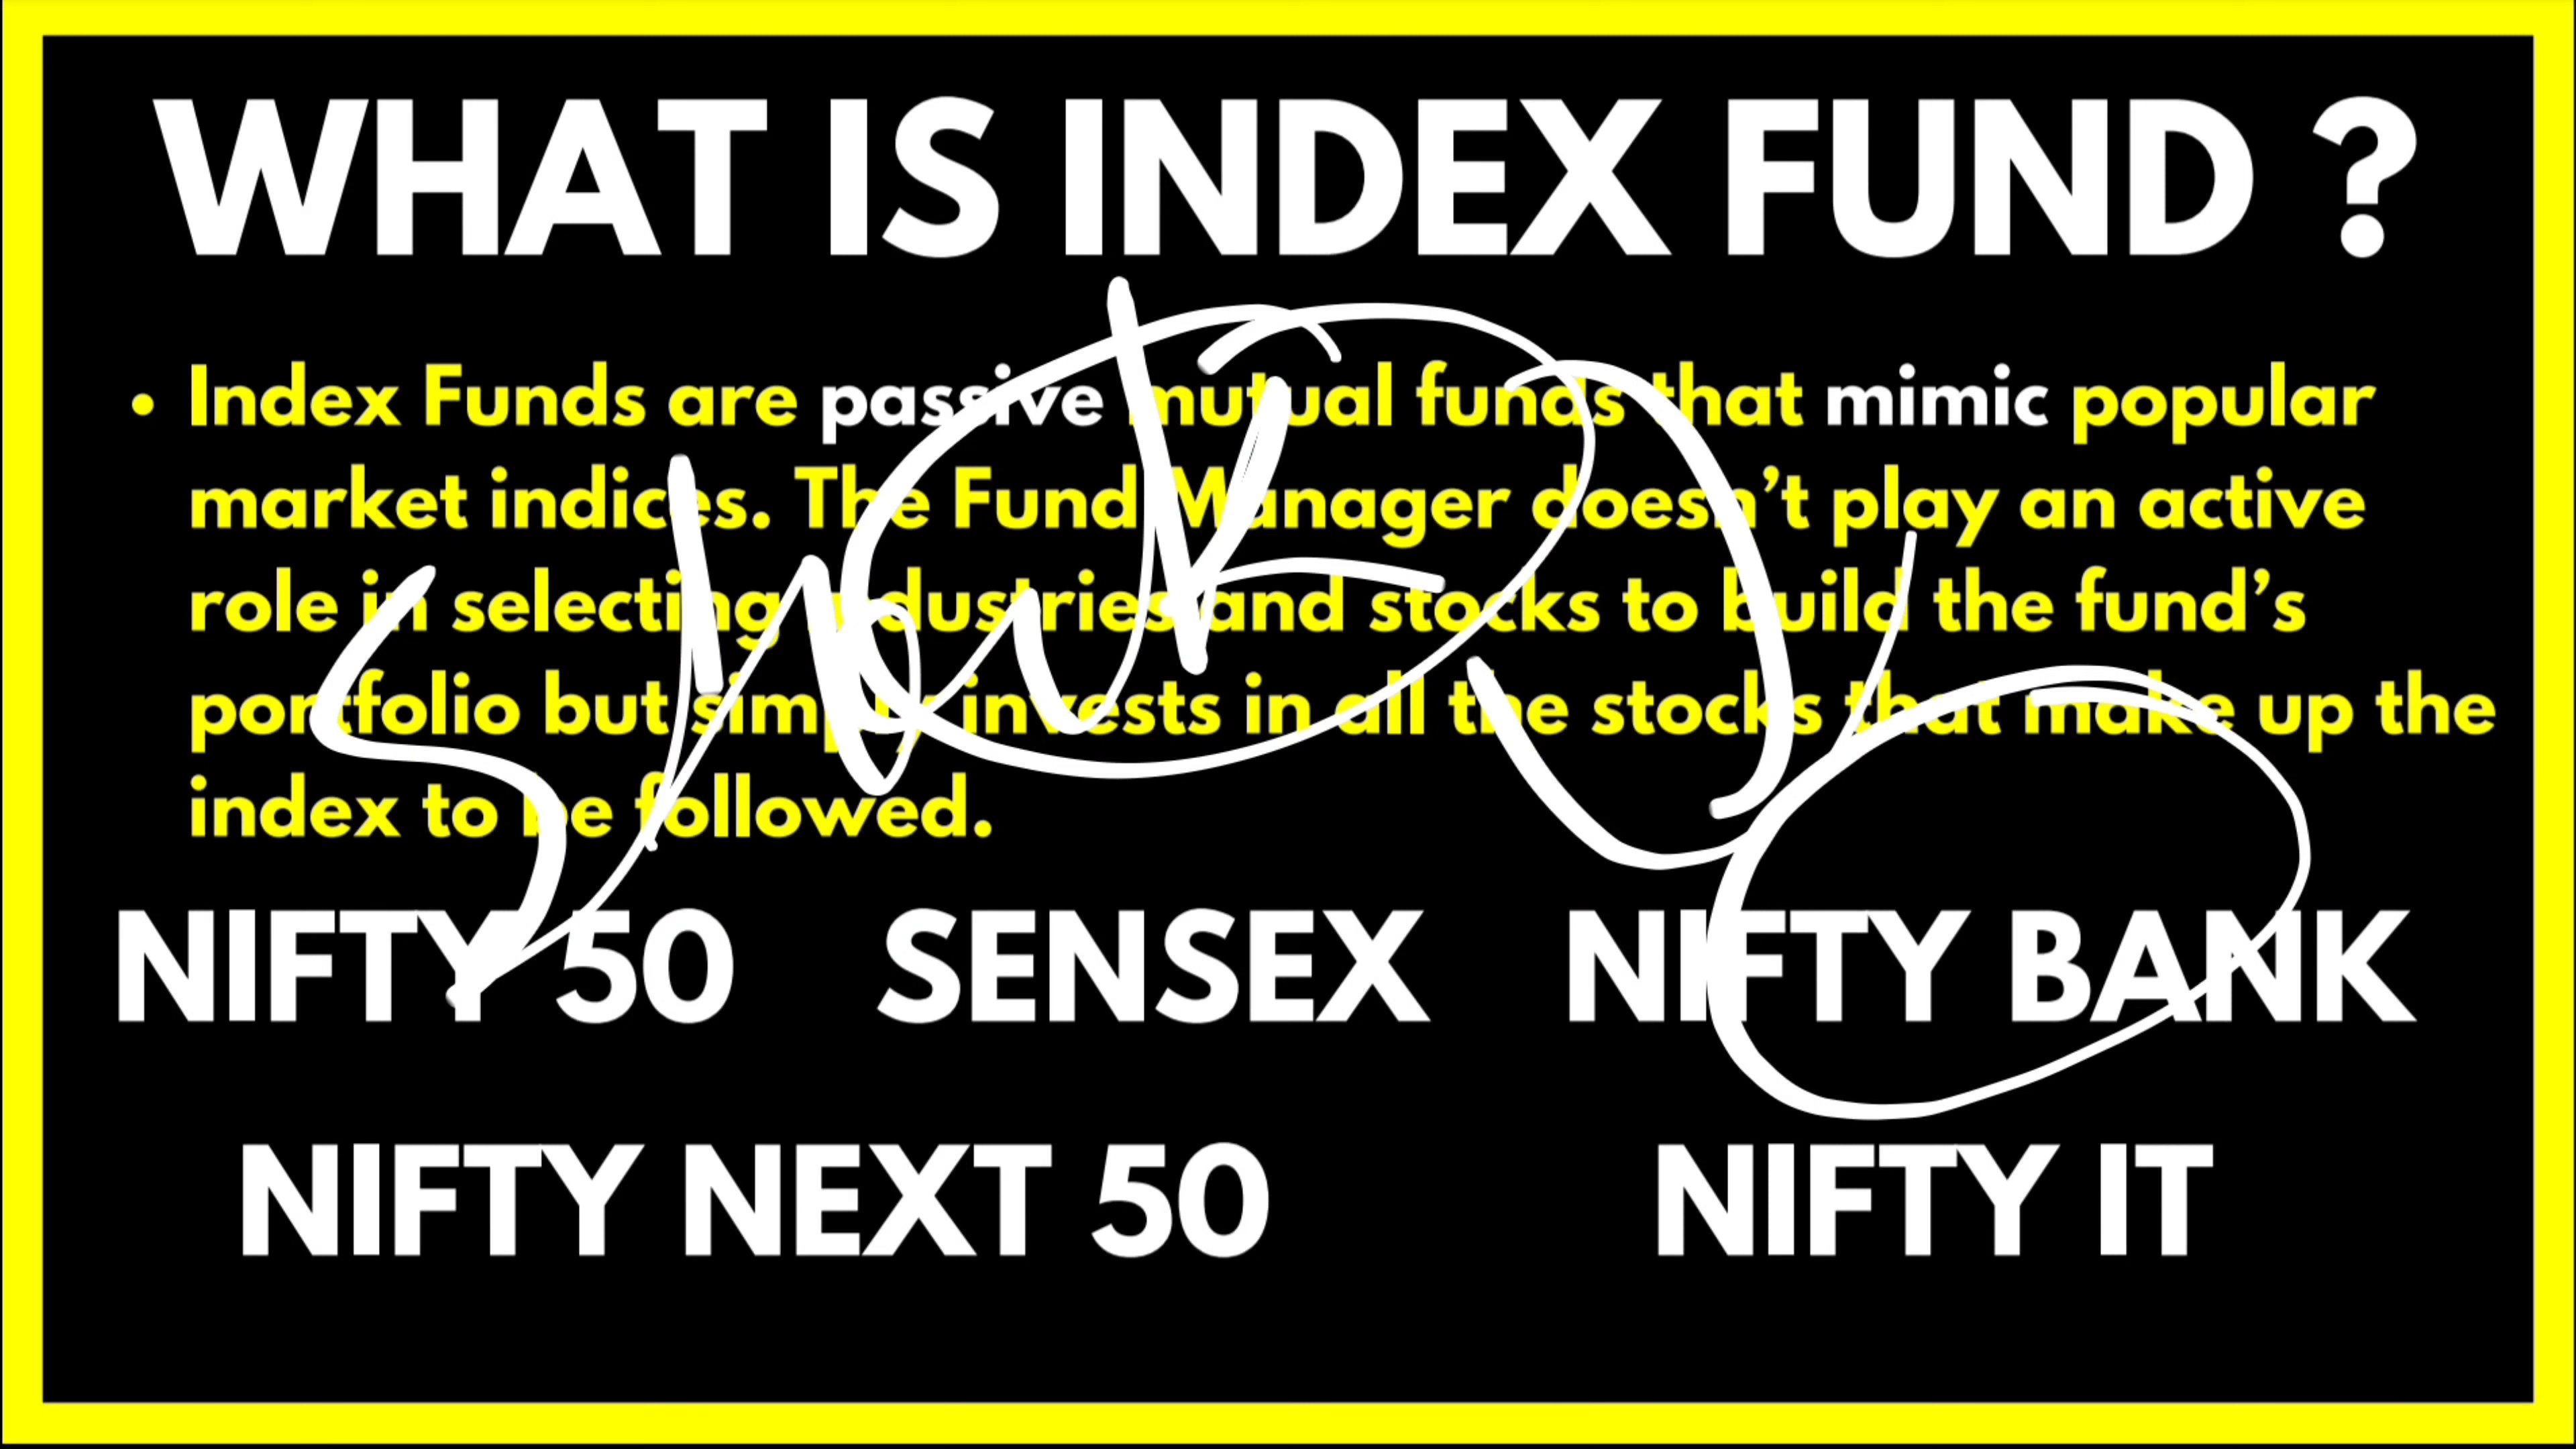 WHAT IS INDEX FUND ?
• Index Funds are passive mutual funds that mimic popular
market indices. The Fund Manager doesn’t play an active
role in selecting industries and stocks to build the fund’s
portfolio but simply invests in all the stocks that make up the
index to be followed.
NIFTY 50 SENSEX NIFTY BANK
NIFTY NEXT 50 NIFTY IT